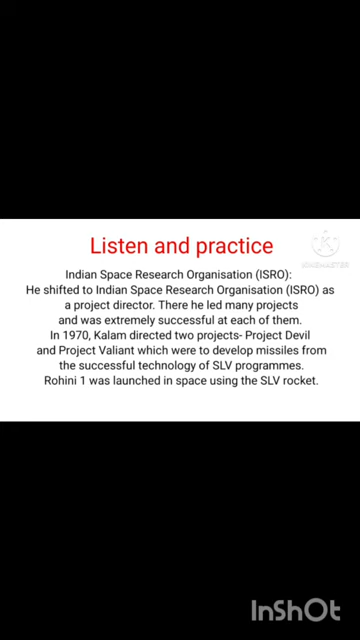 Listen and practice
K
KINEMASTER
Indian Space Research Organisation (ISRO):
He shifted to Indian Space Research Organisation (ISRO) as
a project director. There he led many projects
and was extremely successful at each of them.
In 1970, Kalam directed two projects- Project Devil
and Project Valiant which were to develop missiles from
the successful technology of SLV programmes.
Rohini 1 was launched in space using the SLV rocket.
InShOt